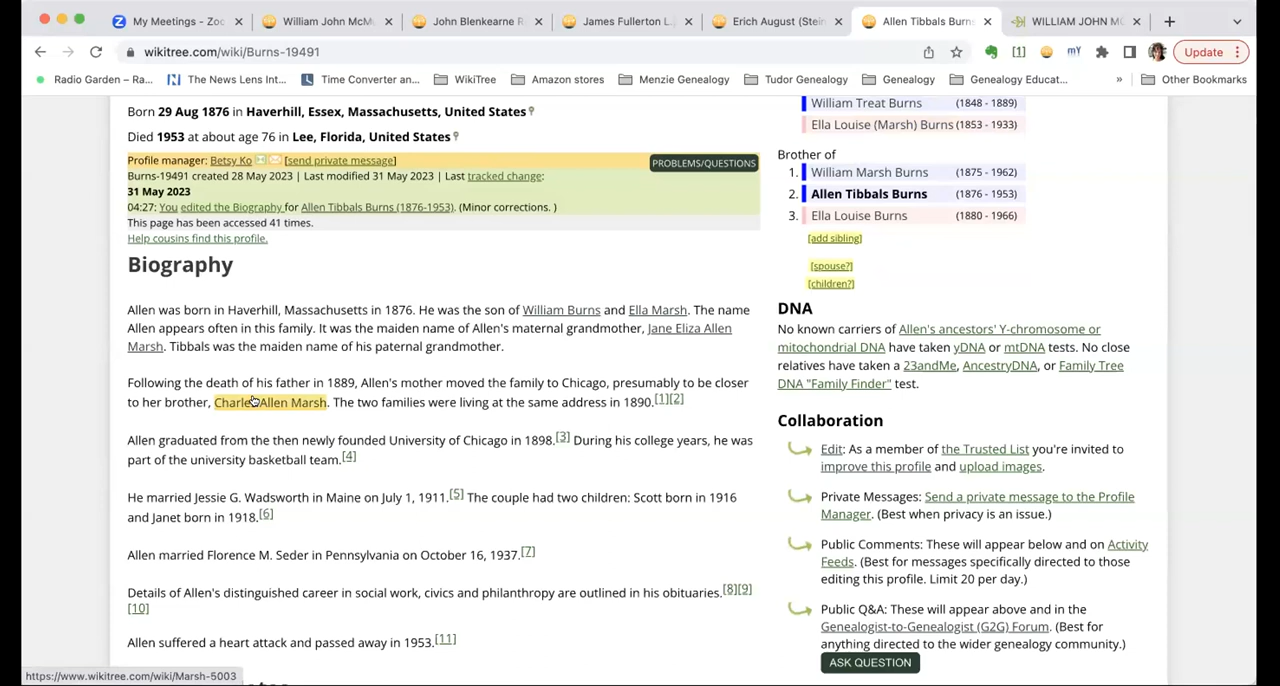 My Meetings - Zoo
William John McMu
John Blenkearne R
James Fullerton L
Erich August (Stein
Allen Tibbals Burns
WILLIAM JOHN MC
wikitree.com/wiki/Burns-19491
Update
Radio Garden – Ra...
The News Lens Int...
Time Converter an...
WikiTree
Amazon stores
Menzie Genealogy
Tudor Genealogy
Genealogy
Genealogy Educat...
»
Other Bookmarks
Born 29 Aug 1876 in Haverhill, Essex, Massachusetts, United States
Died 1953 at about age 76 in Lee, Florida, United States
Profile manager: Betsy Ko [send private message]
PROBLEMS/QUESTIONS
Burns-19491 created 28 May 2023 | Last modified 31 May 2023 | Last tracked change:
31 May 2023
04:27: You edited the Biography for Allen Tibbals Burns (1876-1953). (Minor corrections. )
This page has been accessed 41 times.
Help cousins find this profile.
Biography
Allen was born in Haverhill, Massachusetts in 1876. He was the son of William Burns and Ella Marsh. The name
Allen appears often in this family. It was the maiden name of Allen's maternal grandmother, Jane Eliza Allen
Marsh. Tibbals was the maiden name of his paternal grandmother.
Following the death of his father in 1889, Allen's mother moved the family to Chicago, presumably to be closer
to her brother, Charles Allen Marsh. The two families were living at the same address in 1890.[1][2]
Allen graduated from the then newly founded University of Chicago in 1898.[3] During his college years, he was
part of the university basketball team.[4]
He married Jessie G. Wadsworth in Maine on July 1, 1911.[5] The couple had two children: Scott born in 1916
and Janet born in 1918.[6]
Allen married Florence M. Seder in Pennsylvania on October 16, 1937.[7]
Details of Allen's distinguished career in social work, civics and philanthropy are outlined in his obituaries.[8][9]
[10]
Allen suffered a heart attack and passed away in 1953.[11]
https://www.wikitree.com/wiki/Marsh-5003
William Treat Burns (1848 - 1889)
Ella Louise (Marsh) Burns (1853 - 1933)
Brother of
1. William Marsh Burns (1875 - 1962)
2. Allen Tibbals Burns (1876 - 1953)
3. Ella Louise Burns (1880 - 1966)
[add sibling]
[spouse?]
[children?]
DNA
No known carriers of Allen's ancestors' Y-chromosome or
mitochondrial DNA have taken yDNA or mtDNA tests. No close
relatives have taken a 23andMe, AncestryDNA, or Family Tree
DNA "Family Finder" test.
Collaboration
Edit: As a member of the Trusted List you're invited to
improve this profile and upload images.
Private Messages: Send a private message to the Profile
Manager. (Best when privacy is an issue.)
Public Comments: These will appear below and on Activity
Feeds. (Best for messages specifically directed to those
editing this profile. Limit 20 per day.)
Public Q&A: These will appear above and in the
Genealogist-to-Genealogist (G2G) Forum. (Best for
anything directed to the wider genealogy community.)
ASK QUESTION